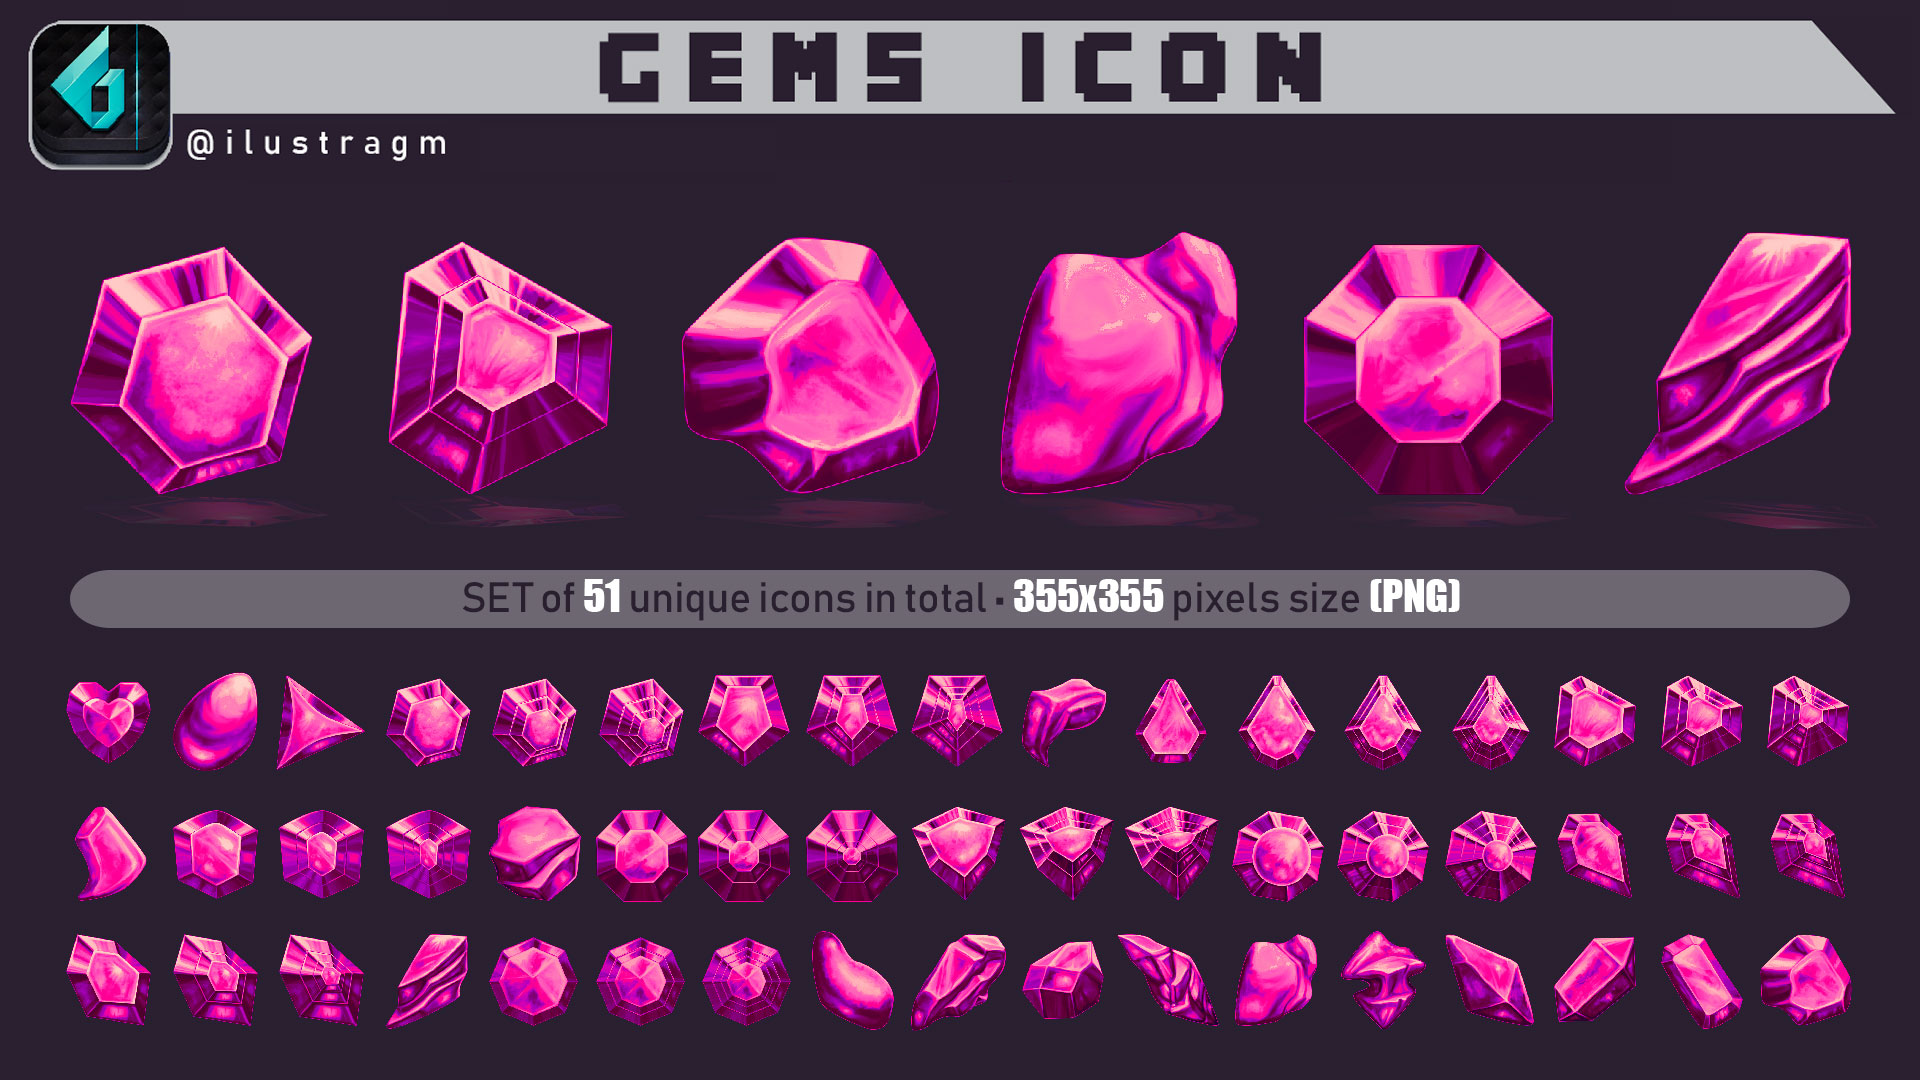 GEMS ICON
@ilustragm
SET of 51 unique icons in total · 355x355 pixels size (PNG)